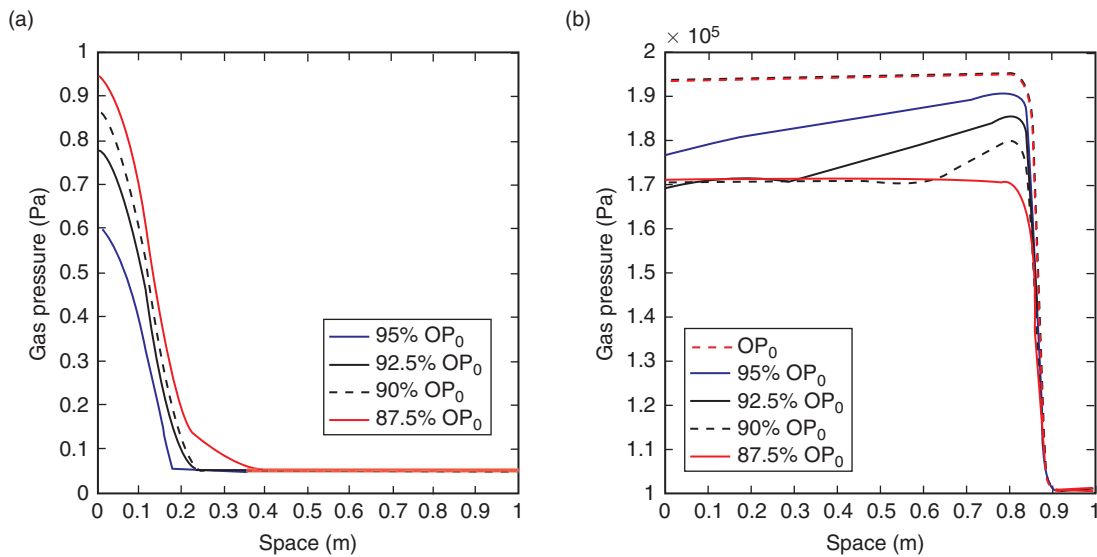 (a)
1
0.9
0.8
0.7
0.6
0.5
0.4
0.3
0.2
0.1
0
Gas pressure (Pa)
95% OP₀
92.5% OP₀
90% OP₀
87.5% OP₀
0 0.1 0.2 0.3 0.4 0.5 0.6 0.7 0.8 0.9 1
Space (m)
(b)
× 10⁵
2
1.9
1.8
1.7
1.6
1.5
1.4
1.3
1.2
1.1
1
Gas pressure (Pa)
OP₀
95% OP₀
92.5% OP₀
90% OP₀
87.5% OP₀
0 0.1 0.2 0.3 0.4 0.5 0.6 0.7 0.8 0.9 1
Space (m)